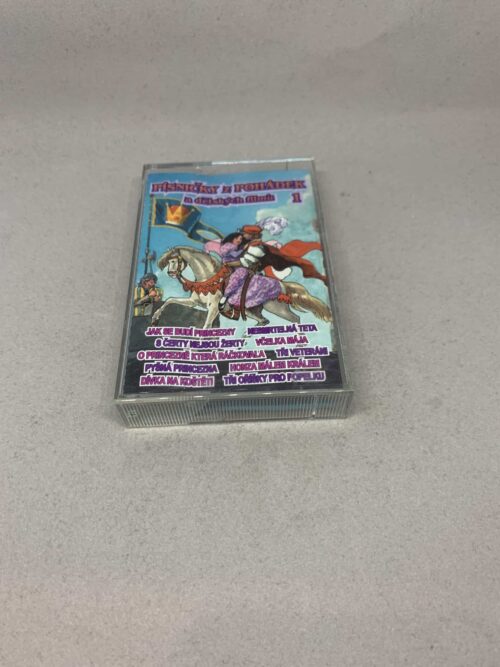 PÍSNIČKY z POHÁDEK
a dětských filmů 1
JAK SE BUDÍ PRINCEZNY NESMRTELNÁ TETA
S ČERTY NEJSOU ŽERTY VČELKA MÁJA
O PRINCEZNĚ KTERÁ RÁČKOVALA TŘI VETERÁNI
PYŠNÁ PRINCEZNA HONZA MÁLEM KRÁLEM
DÍVKA NA KOŠTĚTI TŘI OŘÍŠKY PRO POPELKU